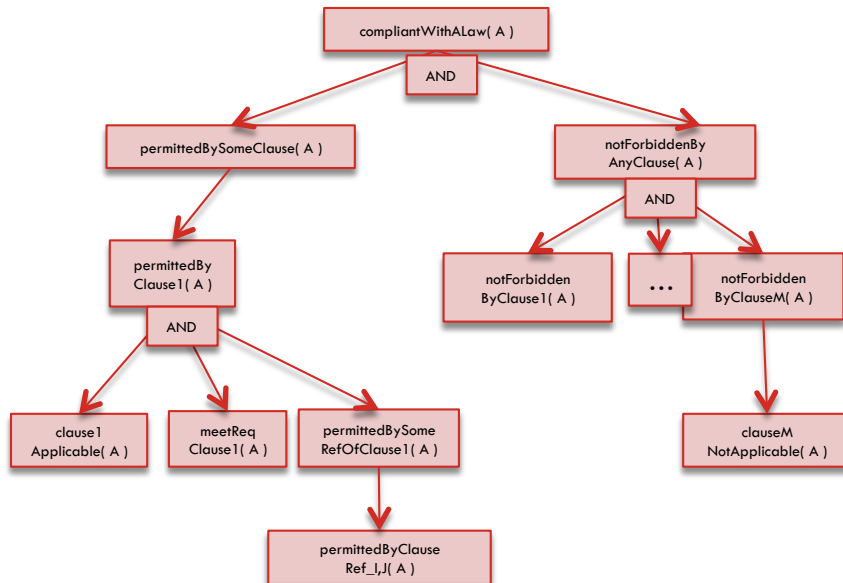 compliantWithALaw( A )
AND
permittedBySomeClause( A )
notForbiddenBy
AnyClause( A )
AND
permittedBy
Clause1( A )
notForbidden
ByClause1( A )
...
notForbidden
ByClauseM( A )
AND
clause1
Applicable( A )
meetReq
Clause1( A )
permittedBySome
RefOfClause1( A )
clauseM
NotApplicable( A )
permittedByClause
Ref_I,J( A )